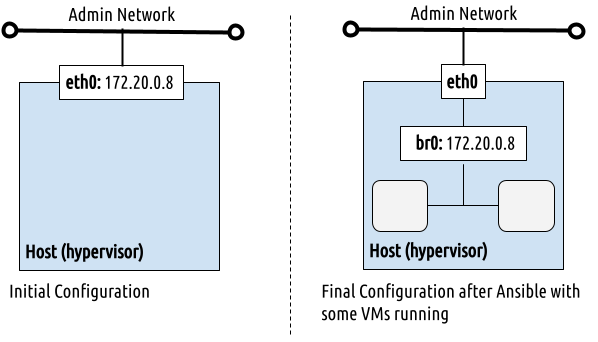 Admin Network
eth0: 172.20.0.8
Host (hypervisor)
Initial Configuration
Admin Network
eth0
br0: 172.20.0.8
Host (hypervisor)
Final Configuration after Ansible with
some VMs running